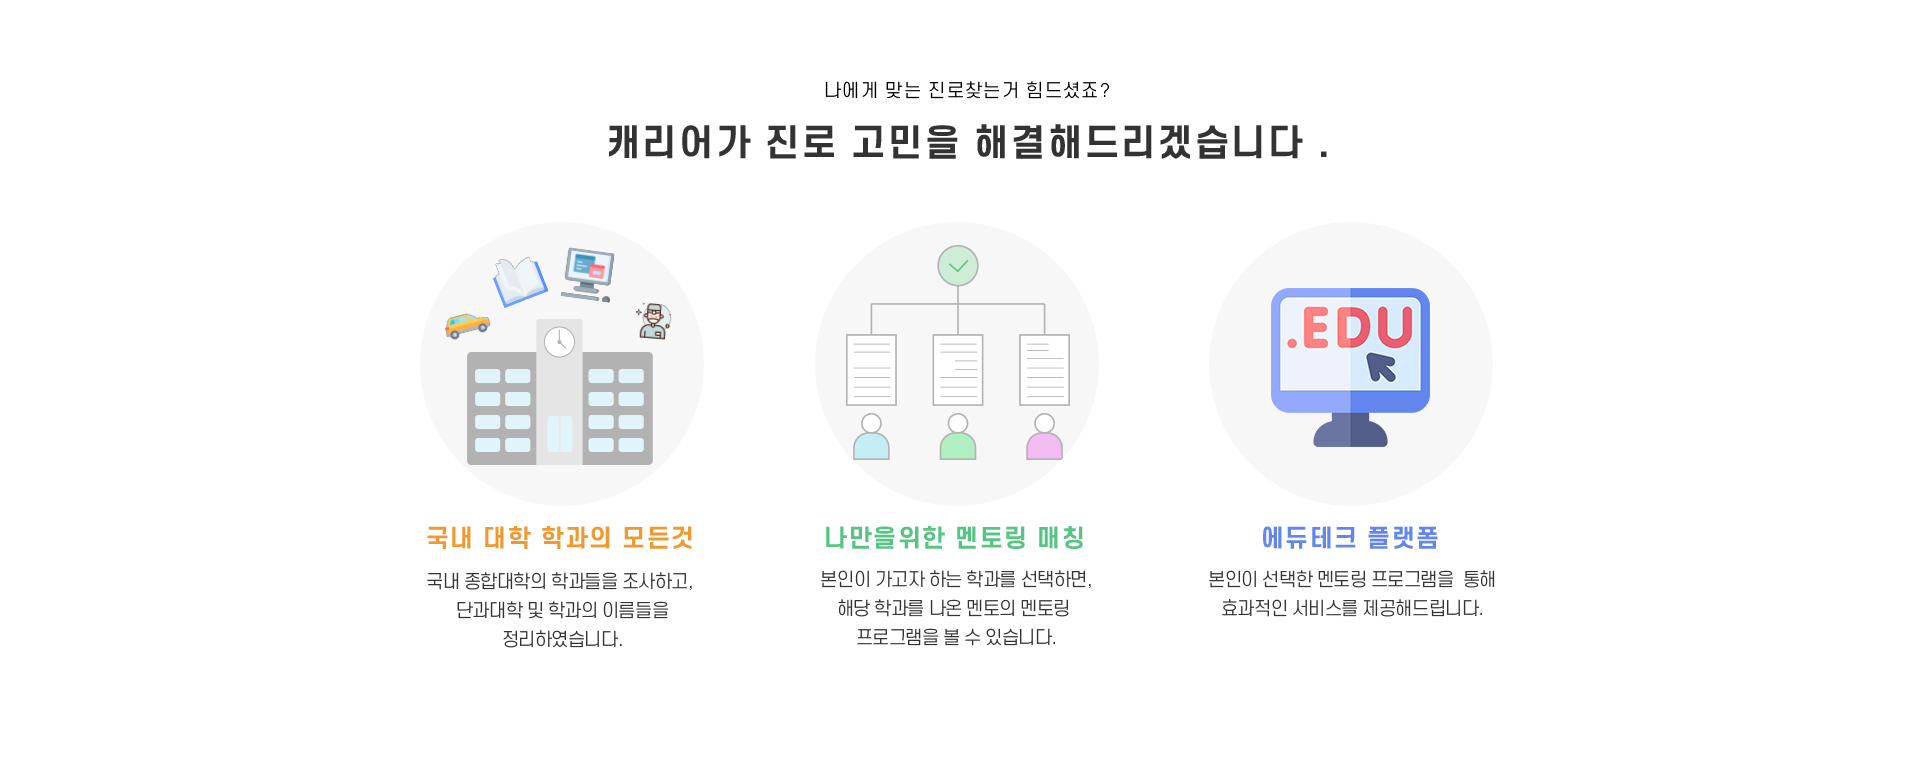 나에게 맞는 진로찾는거 힘드셨죠?
캐리어가 진로 고민을 해결해드리겠습니다 .
.EDU
국내 대학 학과의 모든것
국내 종합대학의 학과들을 조사하고,
단과대학 및 학과의 이름들을
정리하였습니다.
나만을위한 멘토링 매칭
본인이 가고자 하는 학과를 선택하면,
해당 학과를 나온 멘토의 멘토링
프로그램을 볼 수 있습니다.
에듀테크 플랫폼
본인이 선택한 멘토링 프로그램을  통해
효과적인 서비스를 제공해드립니다.